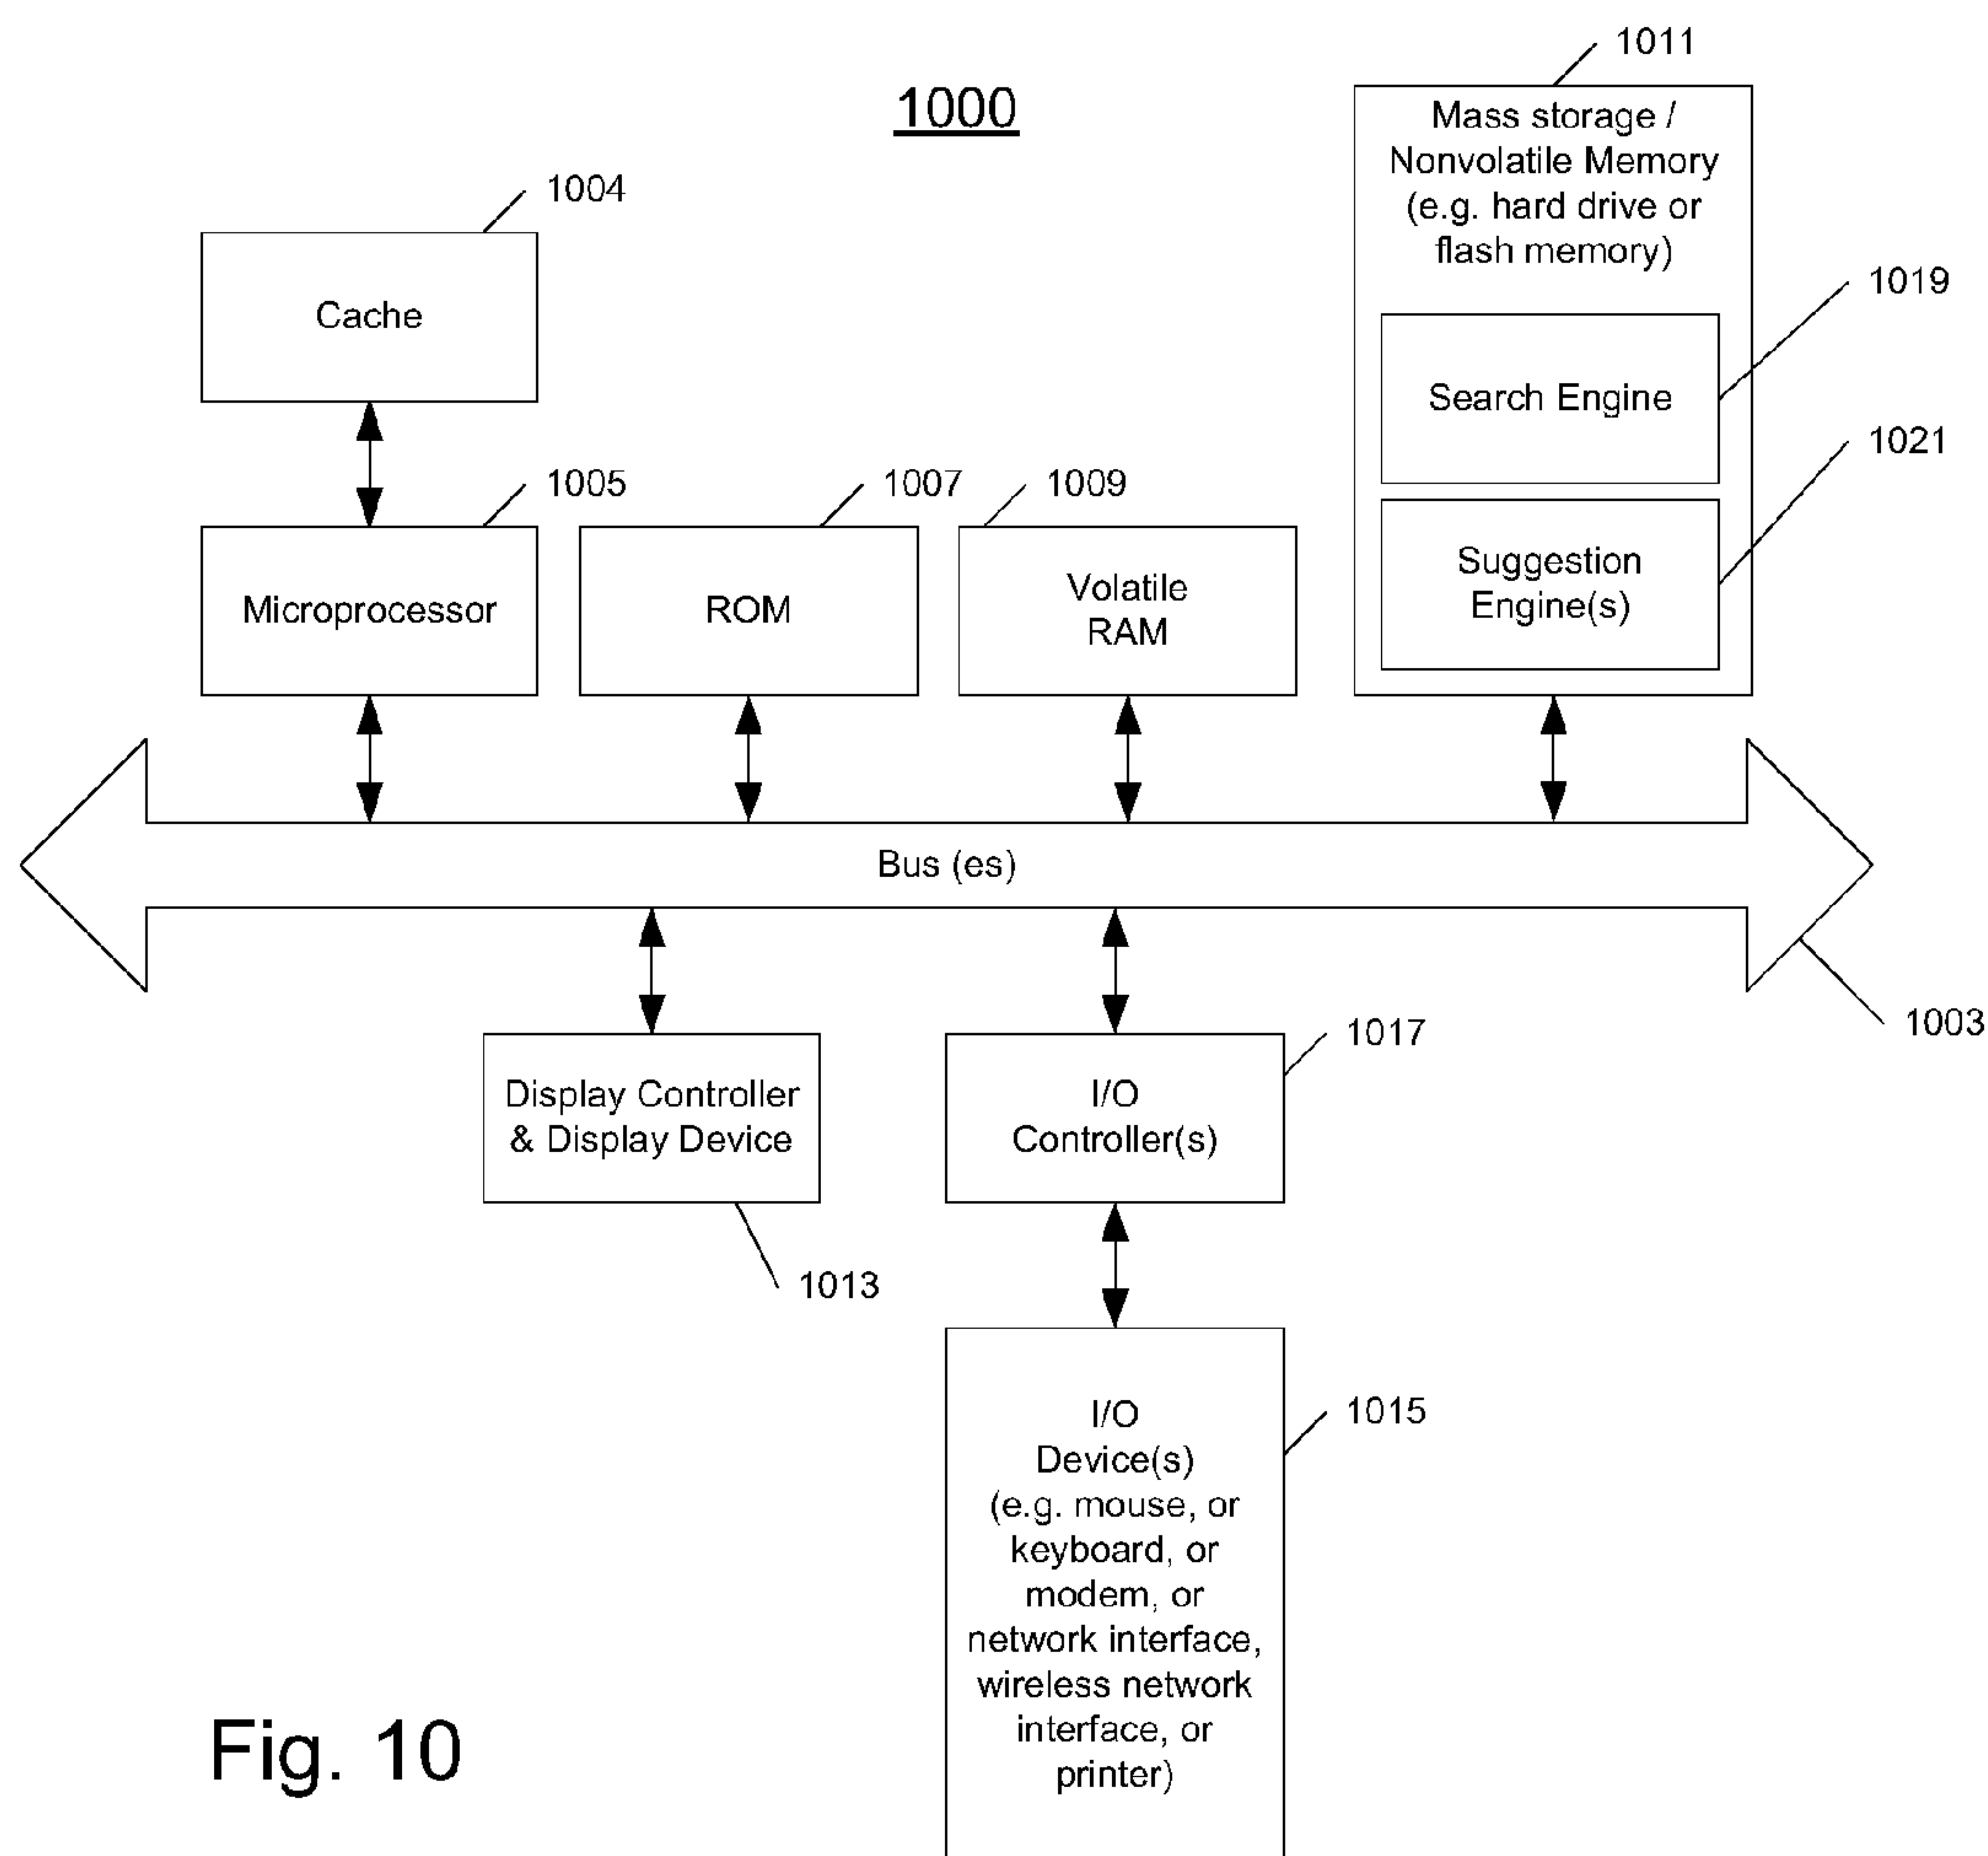 1000
1011
Mass storage /
Nonvolatile Memory
(e.g. hard drive or
flash memory)
1004
Cache
1019
Search Engine
1021
Suggestion
Engine(s)
1005
Microprocessor
1007
ROM
1009
Volatile
RAM
Bus (es)
1003
Display Controller
& Display Device
1013
1017
I/O
Controller(s)
1015
I/O
Device(s)
(e.g. mouse, or
keyboard, or
modem, or
network interface,
wireless network
interface, or
printer)
Fig. 10